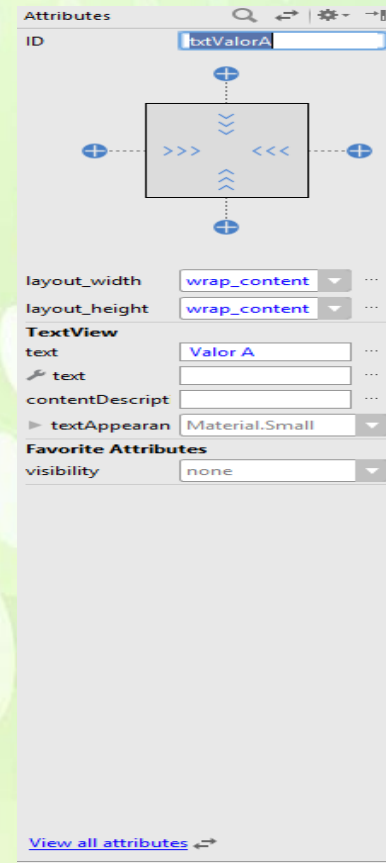 Attributes
ID txtValorA
>>> <<<
layout_width wrap_content ...
layout_height wrap_content ...
TextView
text Valor A ...
text ...
contentDescript ...
textAppearan Material.Small
Favorite Attributes
visibility none
View all attributes